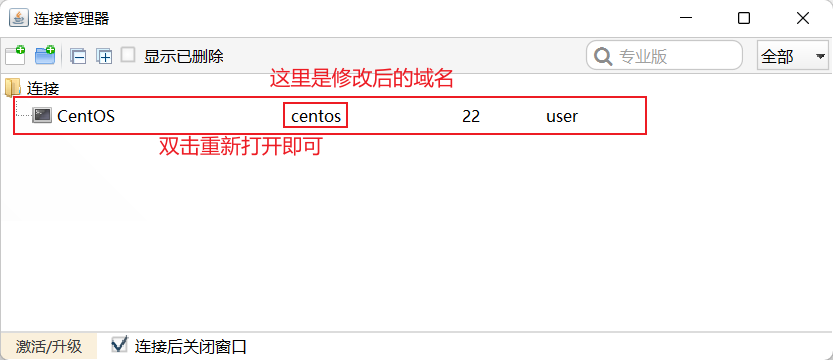 连接管理器
显示已删除
专业版
全部
这里是修改后的域名
连接
CentOS centos 22 user
双击重新打开即可
激活/升级
连接后关闭窗口